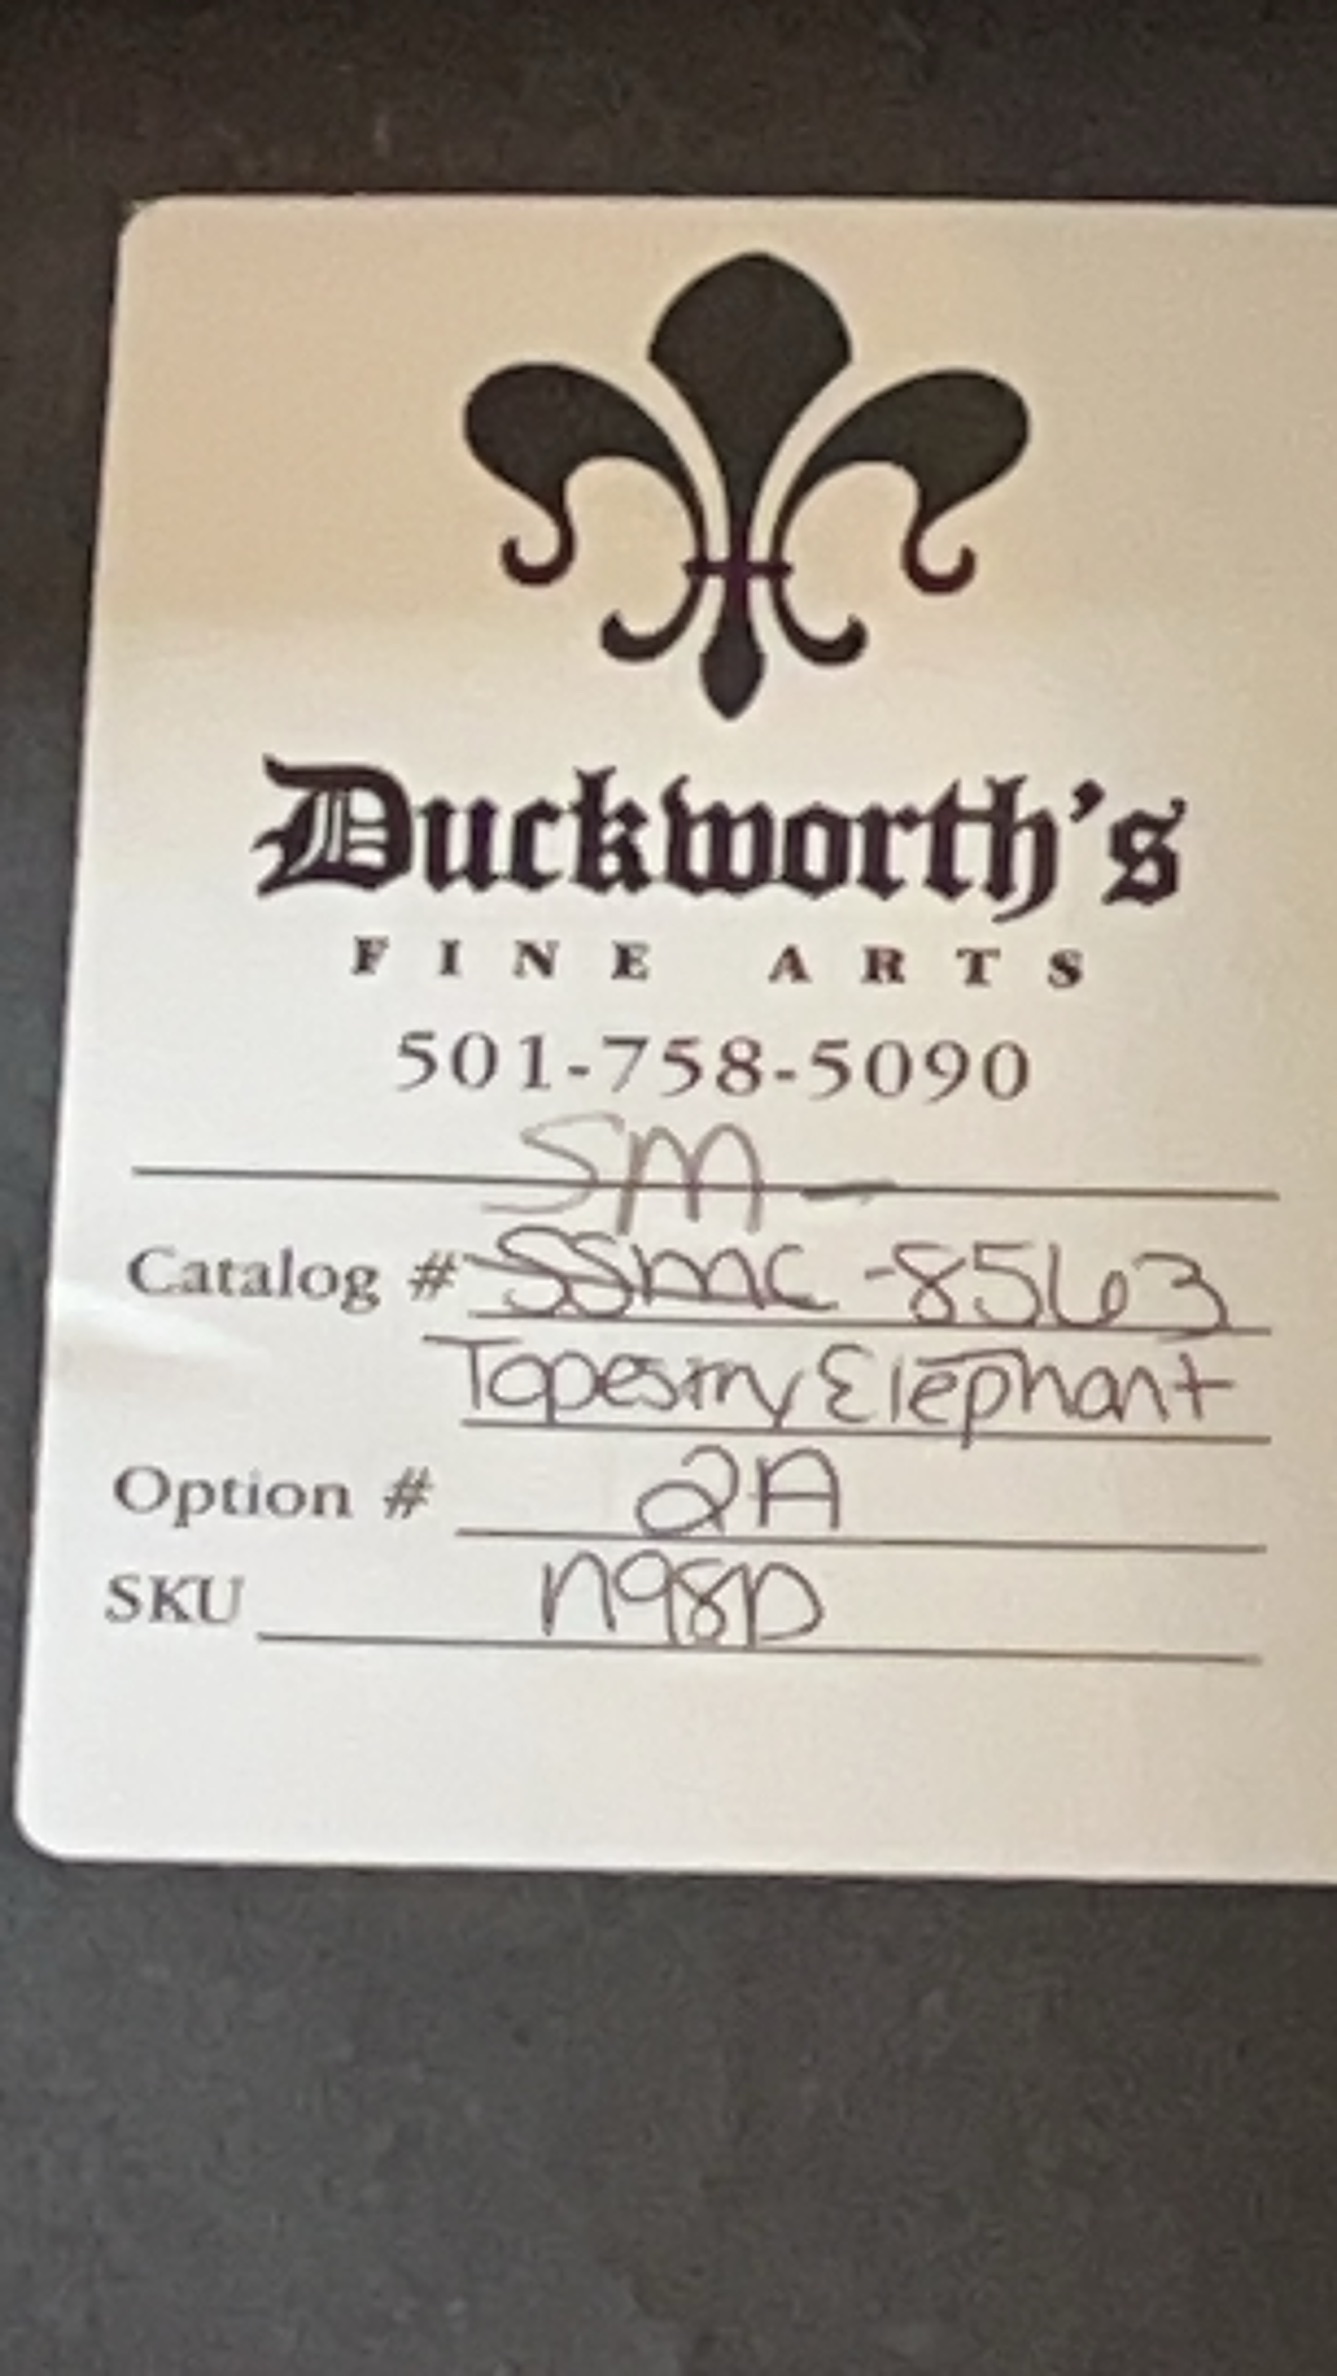 Duckworth's
FINE ARTS
501-758-5090
SM-
Catalog # SSMC-8563
Tapestry Elephant
Option # 2A
SKU n98D